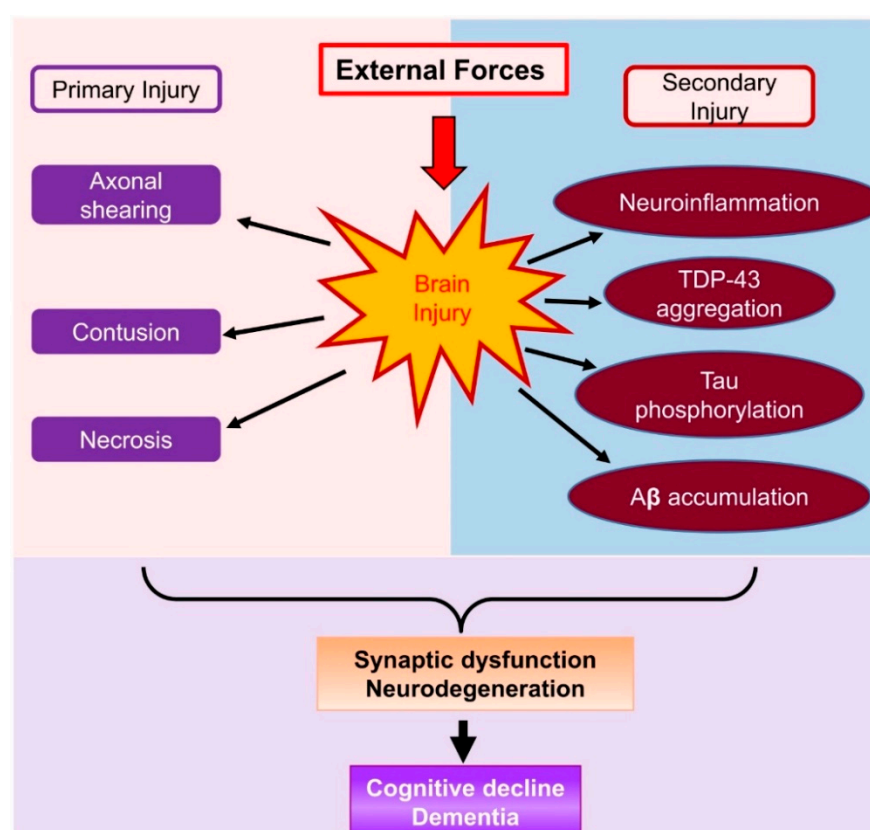 External Forces
Primary Injury
Axonal
shearing
Contusion
Necrosis
Brain
Injury
Secondary
Injury
Neuroinflammation
TDP-43
aggregation
Tau
phosphorylation
Aβ accumulation
Synaptic dysfunction
Neurodegeneration
Cognitive decline
Dementia